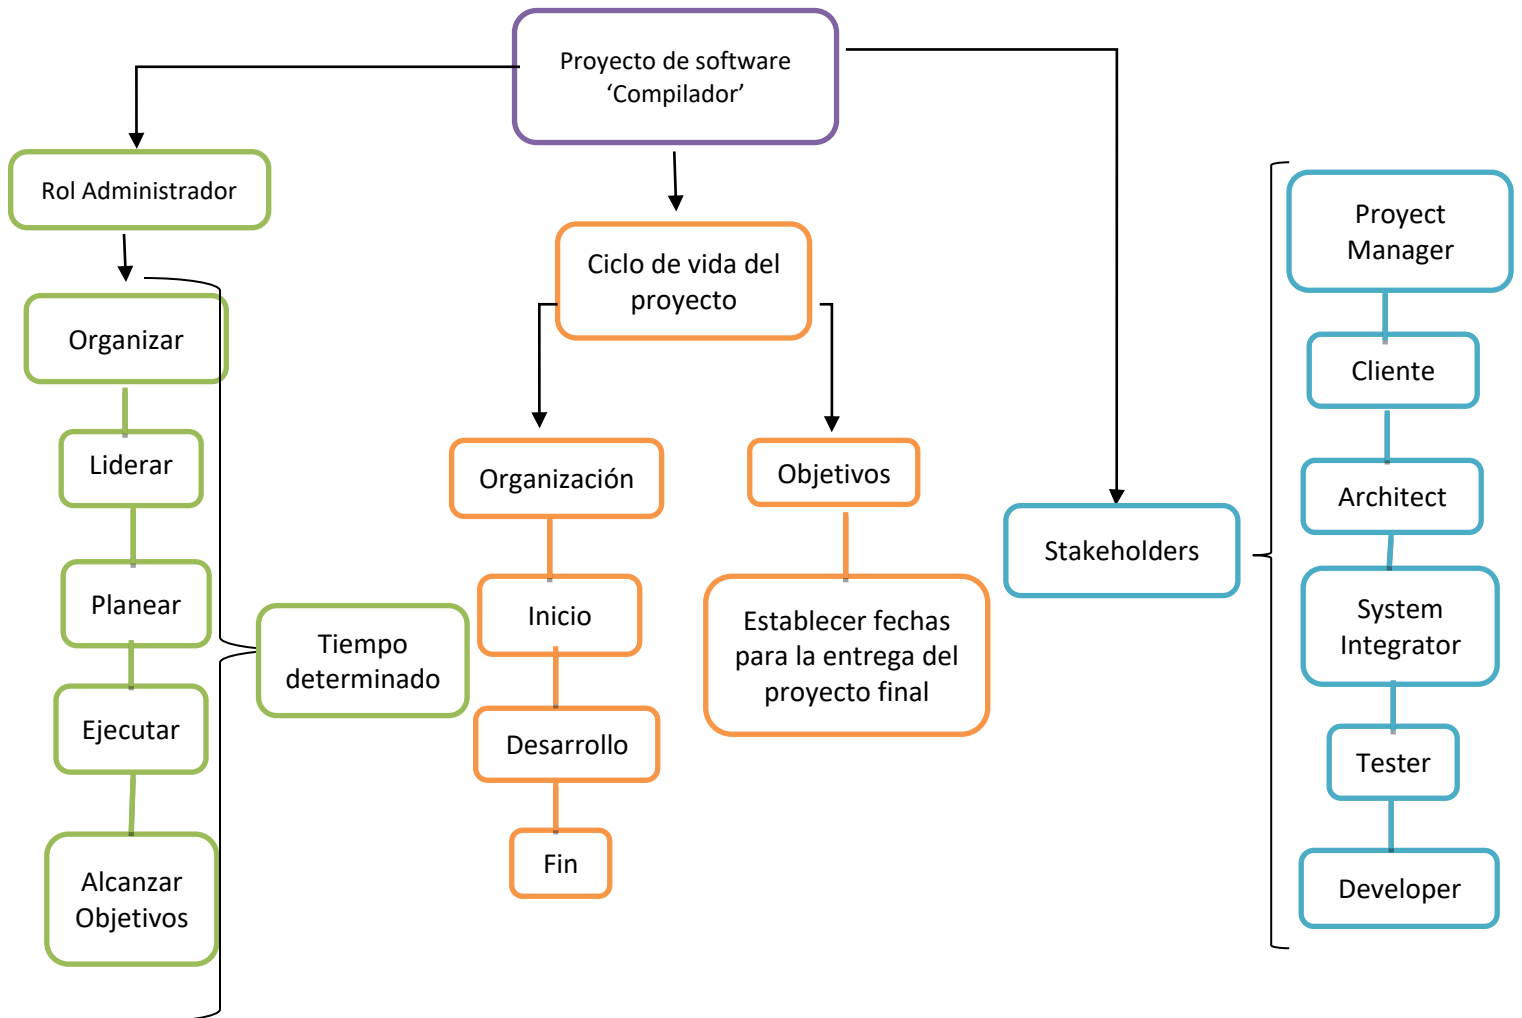 Proyecto de software
‘Compilador’
Rol Administrador
Organizar
Liderar
Planear
Ejecutar
Alcanzar
Objetivos
Tiempo
determinado
Ciclo de vida del
proyecto
Organización
Inicio
Desarrollo
Fin
Objetivos
Establecer fechas
para la entrega del
proyecto final
Stakeholders
Proyect
Manager
Cliente
Architect
System
Integrator
Tester
Developer